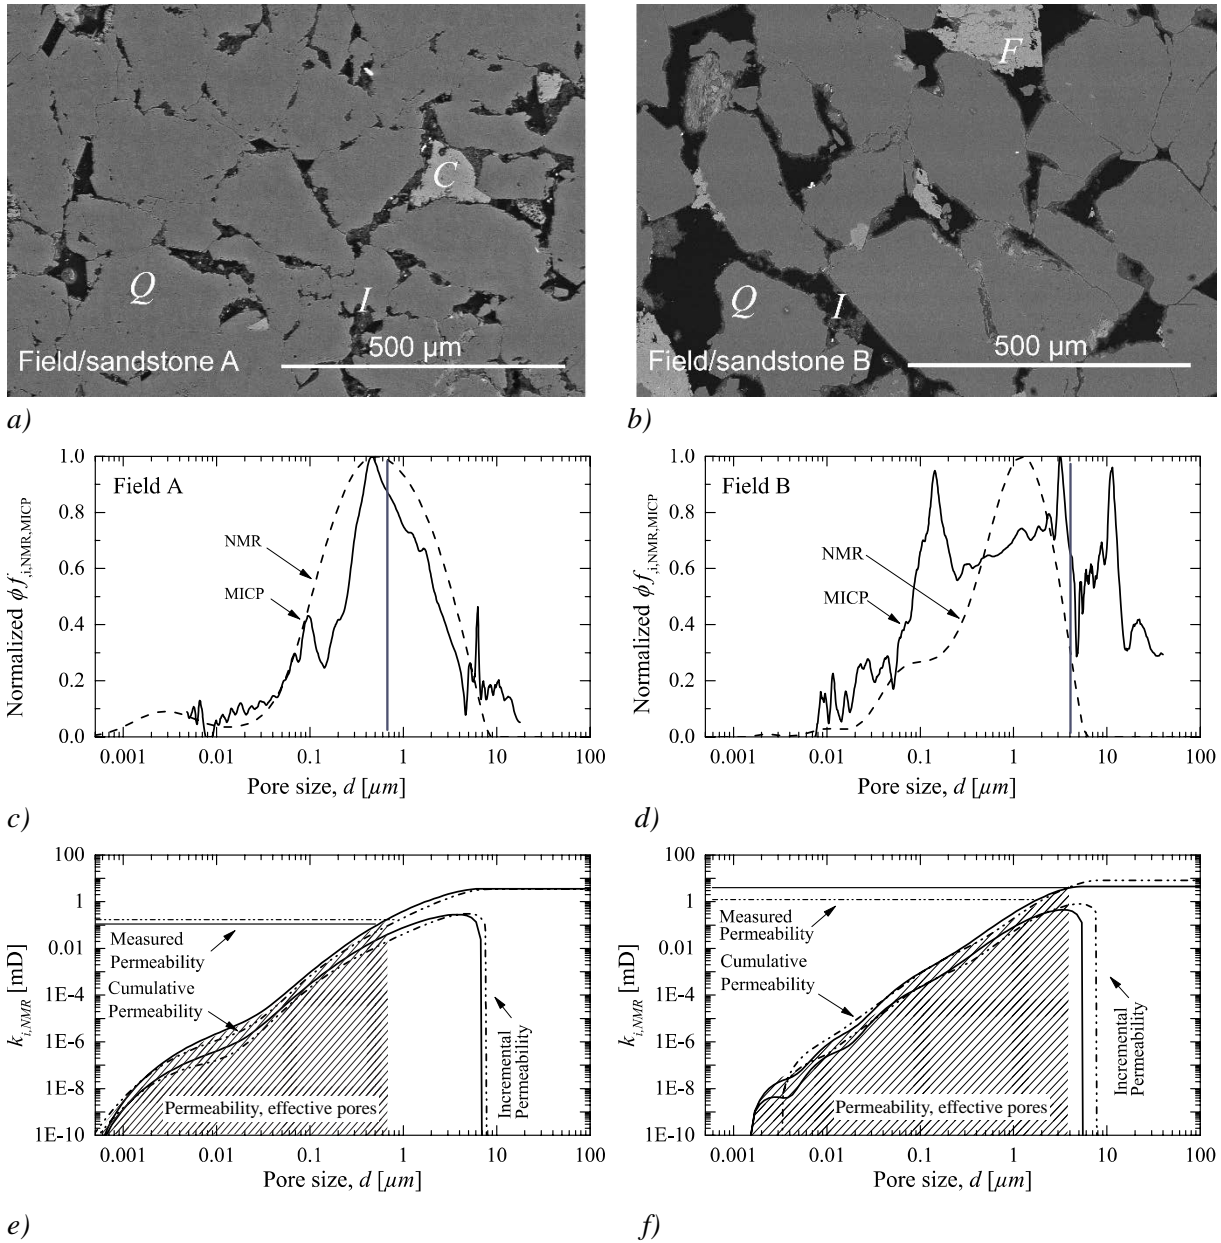 C
Q
I
500 µm
Field/sandstone A
a)
F
Q
I
500 µm
Field/sandstone B
b)
Normalized ϕ f,i,NMR,MICP
1.0
0.8
0.6
0.4
0.2
0.0
Field A
NMR
MICP
0.001 0.01 0.1 1 10 100
Pore size, d [µm]
c)
Normalized ϕ f,i,NMR,MICP
1.0
0.8
0.6
0.4
0.2
0.0
Field B
NMR
MICP
0.001 0.01 0.1 1 10 100
Pore size, d [µm]
d)
k i,NMR [mD]
100
1
0.01
1E-4
1E-6
1E-8
1E-10
Measured
Permeability
Cumulative
Permeability
Incremental
Permeability
Permeability, effective pores
0.001 0.01 0.1 1 10 100
Pore size, d [µm]
e)
k i,NMR [mD]
100
1
0.01
1E-4
1E-6
1E-8
1E-10
Measured
Permeability
Cumulative
Permeability
Incremental
Permeability
Permeability, effective pores
0.001 0.01 0.1 1 10 100
Pore size, d [µm]
f)